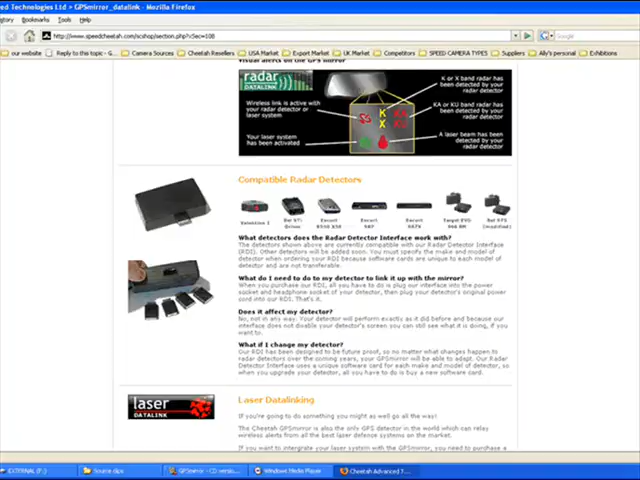 ed Technologies Ltd > GPSmirror_datalink - Mozilla Firefox
History Bookmarks Tools Help
http://www.speedcheetah.com/scshop/section.php?xSec=108
our website Reply to this topic - G... Camera Sources Cheetah Resellers USA Market Export Market UK Market Competitors SPEED CAMERA TYPES Suppliers Ally's personal Exhibitions
Visual alerts on the GPS mirror
radar
DATALINK
K or X band radar has
been detected by your
radar detector
Wireless link is active with
your radar detector or
laser system
KA or KU band radar has
been detected by your
radar detector
Your laser system
has been activated
A laser beam has been
detected by your
radar detector
Compatible Radar Detectors
Selection 1
Bel STi
Driver
Escort
8500 X50
Escort
SR7
Escort
Bel
(modified)
What detectors does the Radar Detector Interface work with?
The detectors shown above are currently compatible with our Radar Detector Interface
(RDI). Other detectors will be added soon. You must specify the make and model of
detector when ordering your RDI because software cards are unique to each model of
detector and are not transferable.
What do I need to do to my detector to link it up with the mirror?
When you purchase our RDI, all you have to do is plug our interface into the power
socket and headphone socket of your detector, then plug your detector's original power
cord into our RDI. That's it.
Does it affect my detector?
No, not in any way. Your detector will perform exactly as it did before and because our
interface does not disable your detector's screen you can still see what it is doing, if you
want to.
What if I change my detector?
Our RDI has been designed to be future proof, so no matter what changes happen to
radar detectors over the coming years, your GPSmirror will be able to adapt. Our Radar
Detector Interface uses a unique software card for each make and model of detector, so
when you upgrade your detector, all you have to do is buy a new software card.
laser
DATALINK
Laser Datalinking
If you're going to do something you might as well go all the way!
The Cheetah GPSmirror is also the only GPS detector in the world which can relay
wireless alerts from all the best laser defense systems on the market.
If you want to intergrate your laser system with the GPSmirror, you need to purchase a
EXTERNAL (F:) Source clips GPSmirror - CD versio... Windows Media Player Cheetah Advanced T...